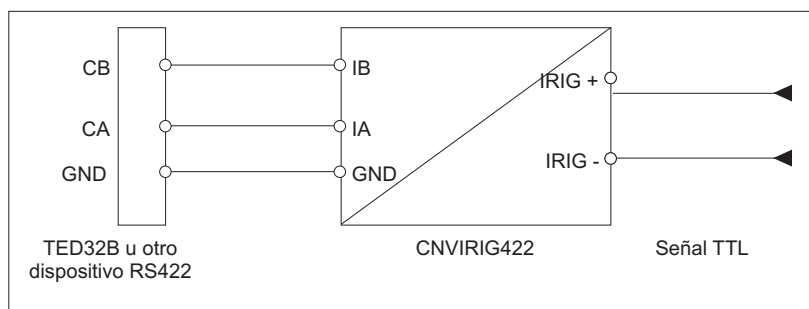 CB
IB
IRIG +
CA
IA
GND
GND
IRIG -
TED32B u otro
dispositivo RS422
CNVIRIG422
Señal TTL